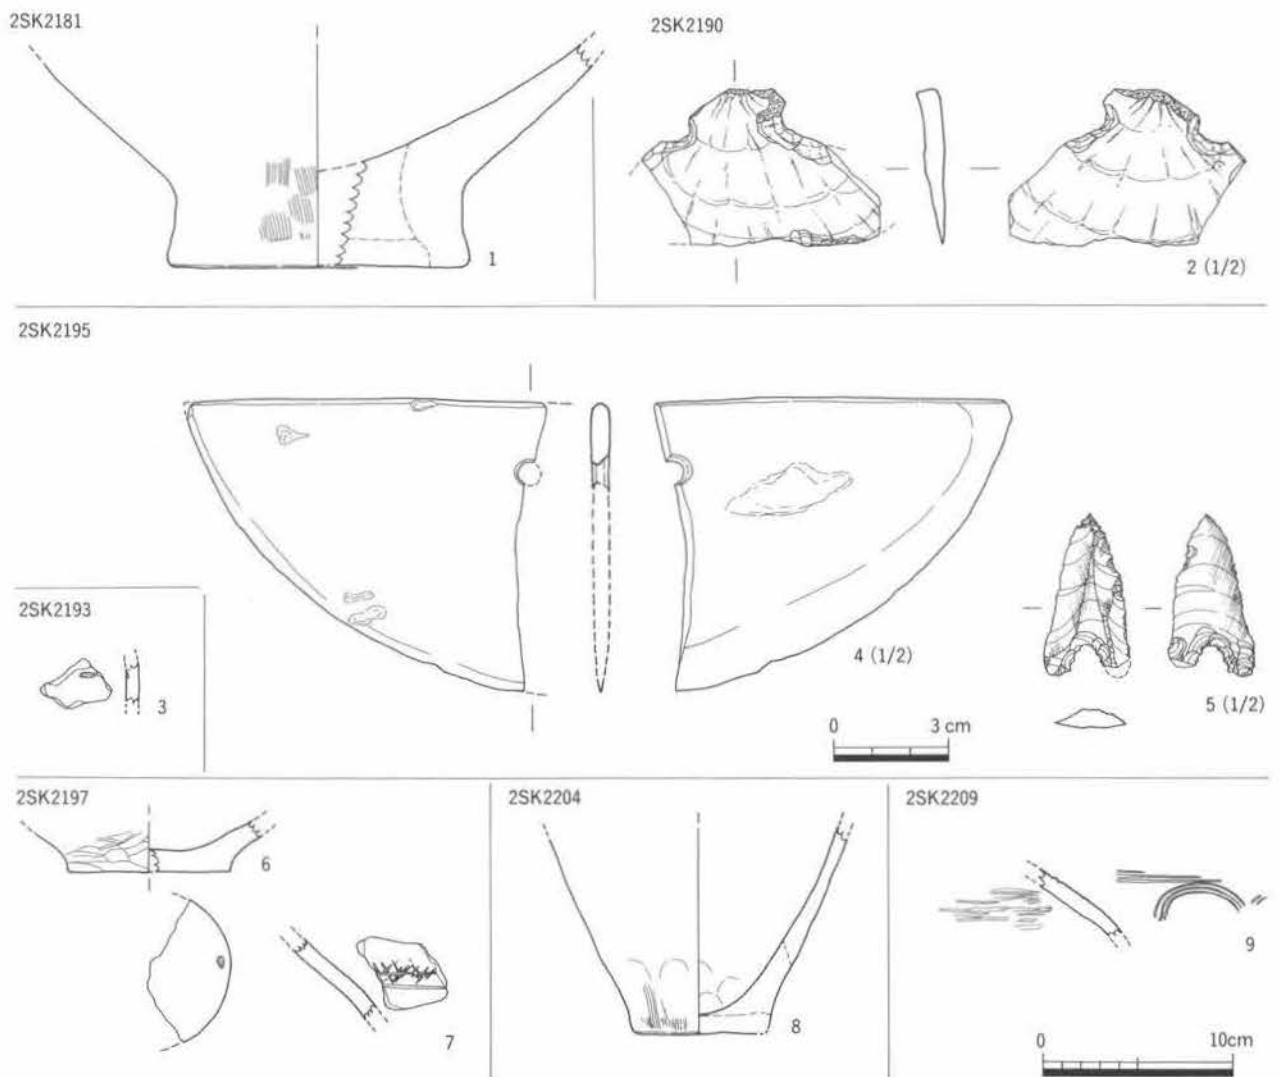 2SK2181
1
2SK2190
2 (1/2)
2SK2195
4 (1/2)
5 (1/2)
0 3 cm
2SK2193
3
2SK2197
6
7
2SK2204
8
2SK2209
9
0 10cm